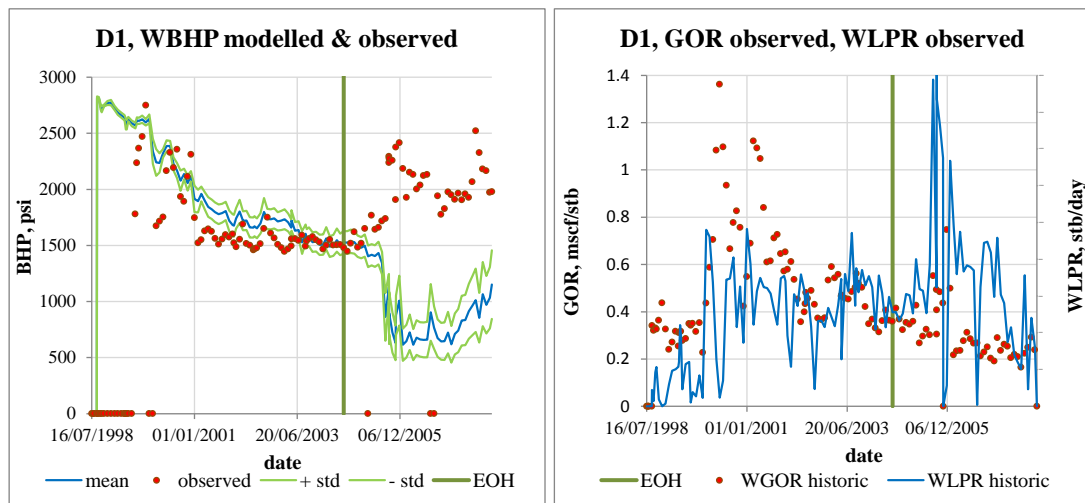 D1, WBHP modelled & observed
3000
2500
2000
1500
1000
500
0
BHP, psi
16/07/1998 01/01/2001 20/06/2003 06/12/2005
date
mean observed + std - std EOH
D1, GOR observed, WLPR observed
1.4
1.2
1
0.8
0.6
0.4
0.2
0
GOR, mscf/stb
WLPR, stb/day
16/07/1998 01/01/2001 20/06/2003 06/12/2005
date
EOH WGOR historic WLPR historic